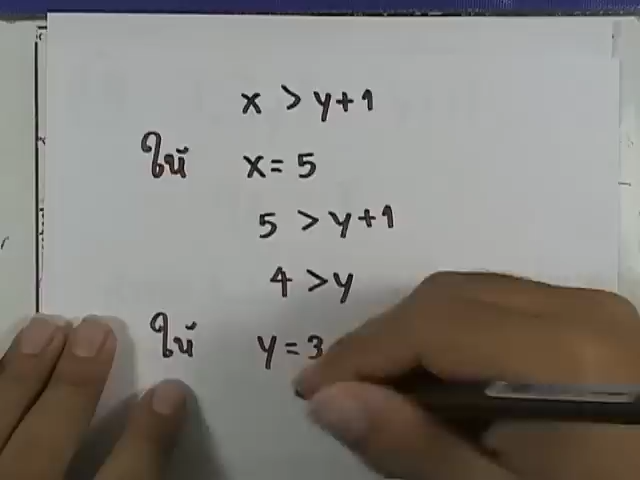 x > y+1
ให้ x = 5
5 > y+1
4 > y
ให้ y = 3